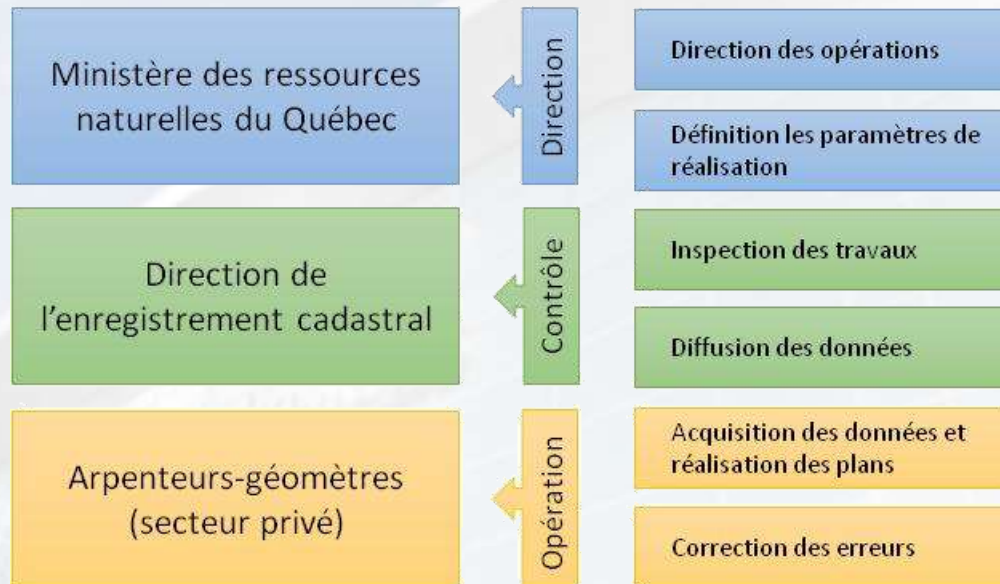 Ministère des ressources
naturelles du Québec
Direction
Direction des opérations
Définition les paramètres de
réalisation
Direction de
l'enregistrement cadastral
Contrôle
Inspection des travaux
Diffusion des données
Arpenteurs-géomètres
(secteur privé)
Opération
Acquisition des données et
réalisation des plans
Correction des erreurs